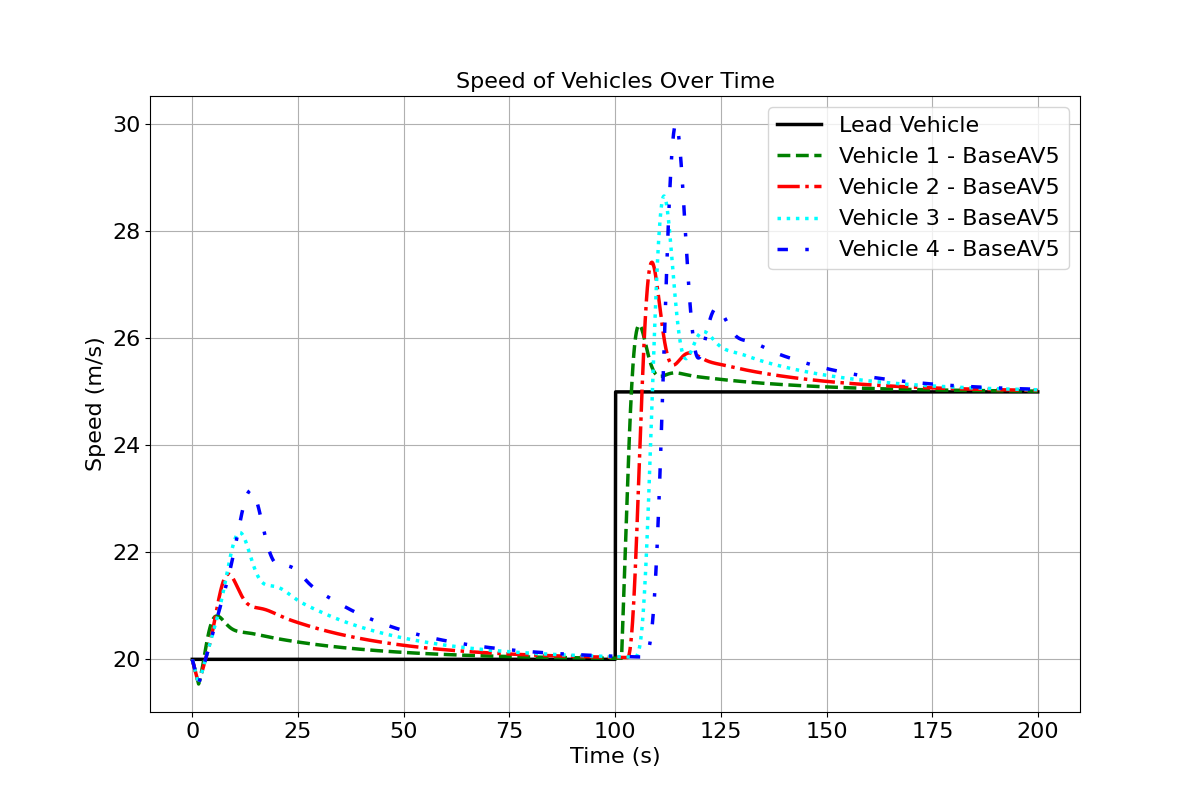 Speed of Vehicles Over Time
Lead Vehicle
Vehicle 1 - BaseAV5
Vehicle 2 - BaseAV5
Vehicle 3 - BaseAV5
Vehicle 4 - BaseAV5
Speed (m/s)
30
28
26
24
22
20
0 25 50 75 100 125 150 175 200
Time (s)